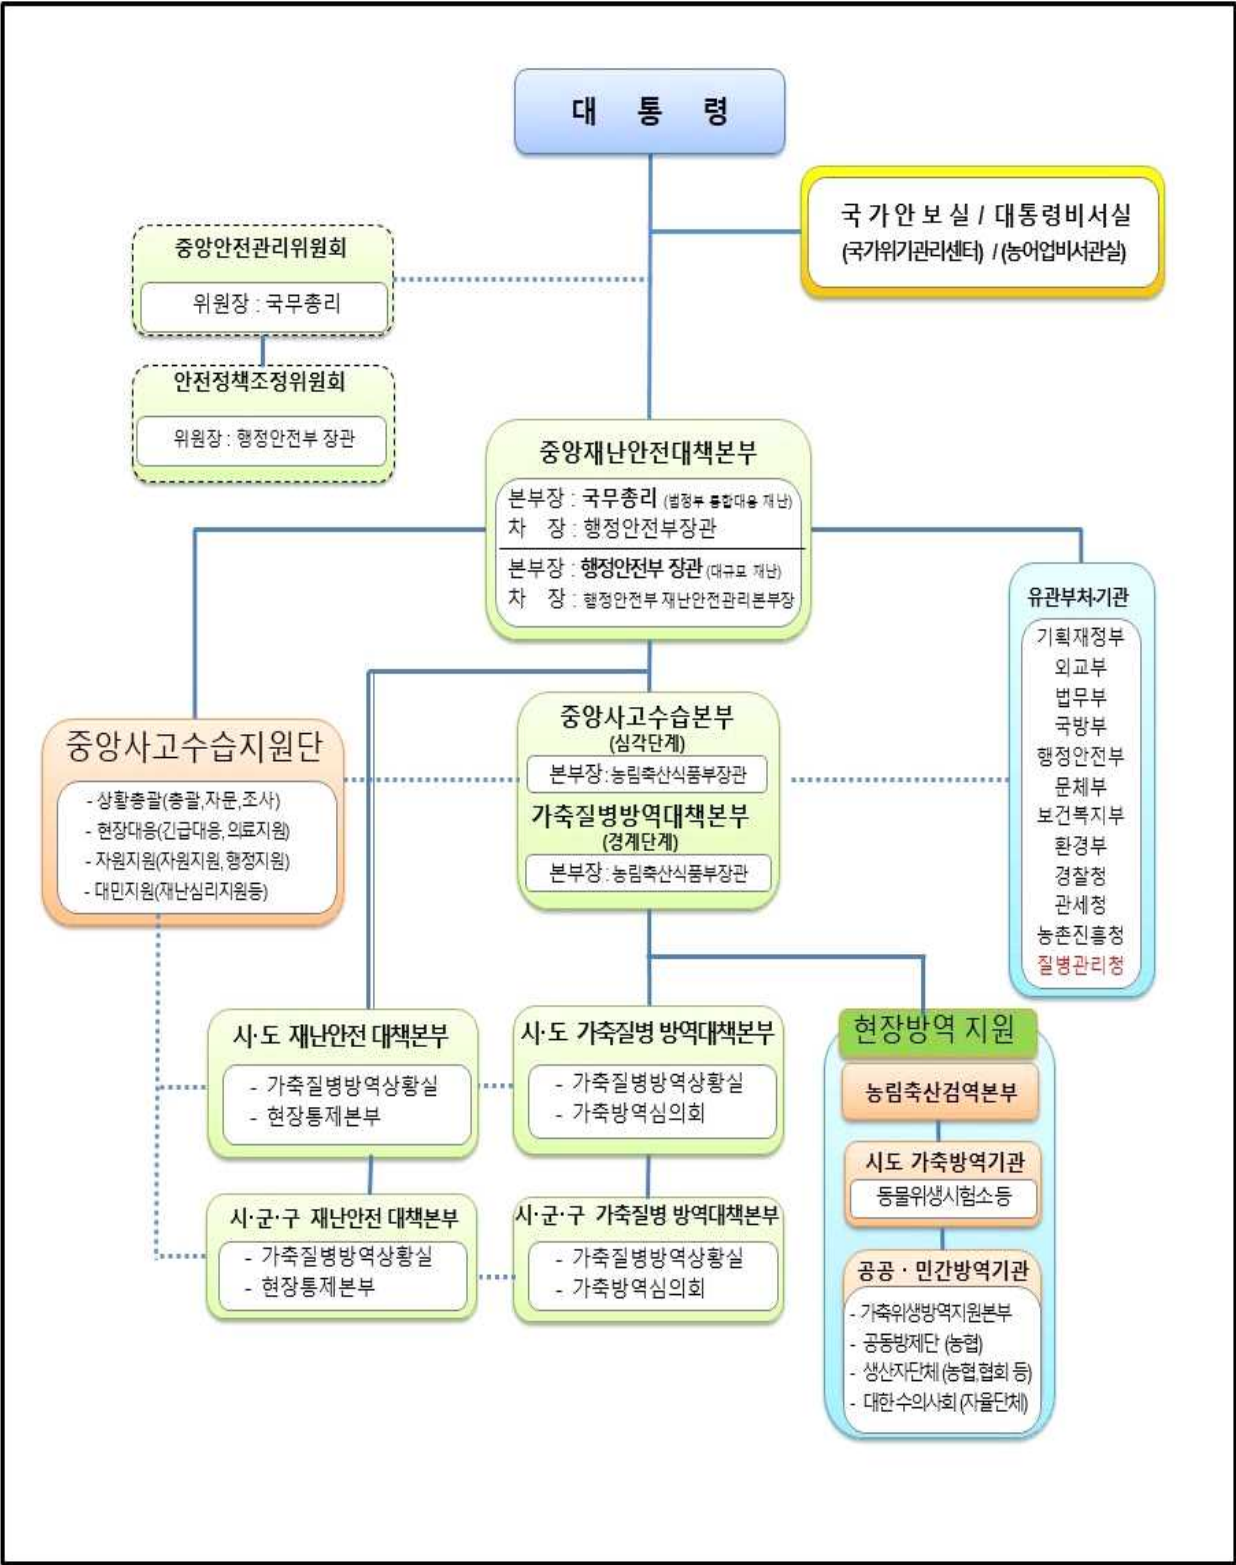 대 통 령
국가안보실 / 대통령비서실
(국가위기관리센터) / (농어업비서관실)
중앙안전관리위원회
위원장 : 국무총리
안전정책조정위원회
위원장 : 행정안전부 장관
중앙재난안전대책본부
본부장 : 국무총리 (범정부 통합대응 재난)
차 장 : 행정안전부장관
본부장 : 행정안전부 장관 (대규모 재난)
차 장 : 행정안전부 재난안전관리본부장
유관부처·기관
기획재정부
외교부
법무부
국방부
행정안전부
문체부
보건복지부
환경부
경찰청
관세청
농촌진흥청
질병관리청
중앙사고수습지원단
- 상황총괄(총괄,자문,조사)
- 현장대응(긴급대응, 의료지원)
- 자원지원(자원지원, 행정지원)
- 대민지원(재난심리지원등)
중앙사고수습본부
(심각단계)
본부장 : 농림축산식품부장관
가축질병방역대책본부
(경계단계)
본부장 : 농림축산식품부장관
시·도 재난안전 대책본부
- 가축질병방역상황실
- 현장통제본부
시·도 가축질병 방역대책본부
- 가축질병방역상황실
- 가축방역심의회
시·군·구 재난안전 대책본부
- 가축질병방역상황실
- 현장통제본부
시·군·구 가축질병 방역대책본부
- 가축질병방역상황실
- 가축방역심의회
현장방역 지원
농림축산검역본부
시도 가축방역기관
동물위생시험소 등
공공 · 민간방역기관
- 가축위생방역지원본부
- 공동방제단 (농협)
- 생산자단체 (농협,협회 등)
- 대한수의사회 (자율단체)